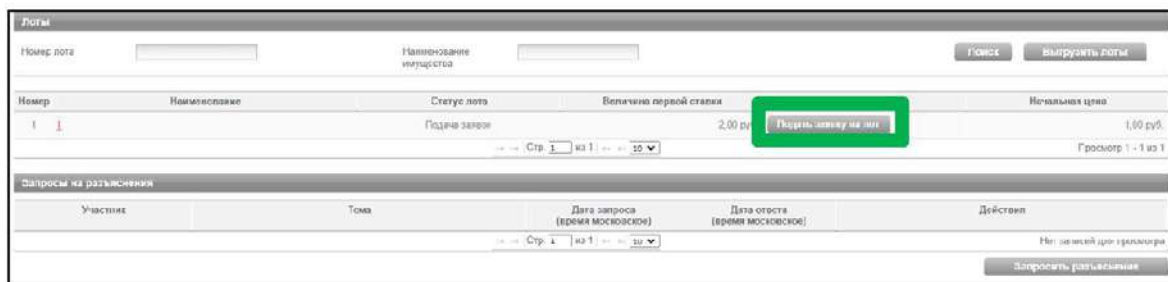 Лоты
Номер лота
Наименование имущества
Поиск
Выгрузить лоты
Номер Наименование Статус лота Величина первой ставки Начальная цена
1 1 Подача заявок 2,00 руб. Подать заявку на лот 1,00 руб.
Стр. 1 из 1 10 Просмотр 1 - 1 из 1
Запросы на разъяснения
Участник Тема Дата запроса (время московское) Дата ответа (время московское) Действия
Стр. 1 из 1 10 Нет записей для просмотра
Запросить разъяснения